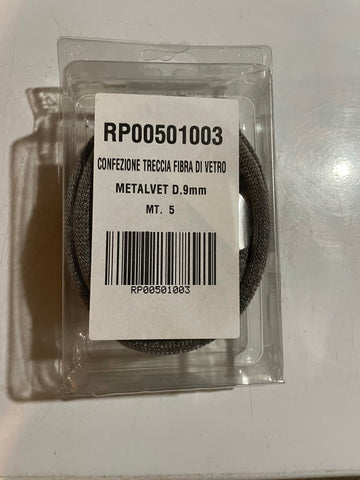 RP00501003
CONFEZIONE TRECCIA FIBRA DI VETRO
METALVET D.9mm
MT. 5
RP00501003